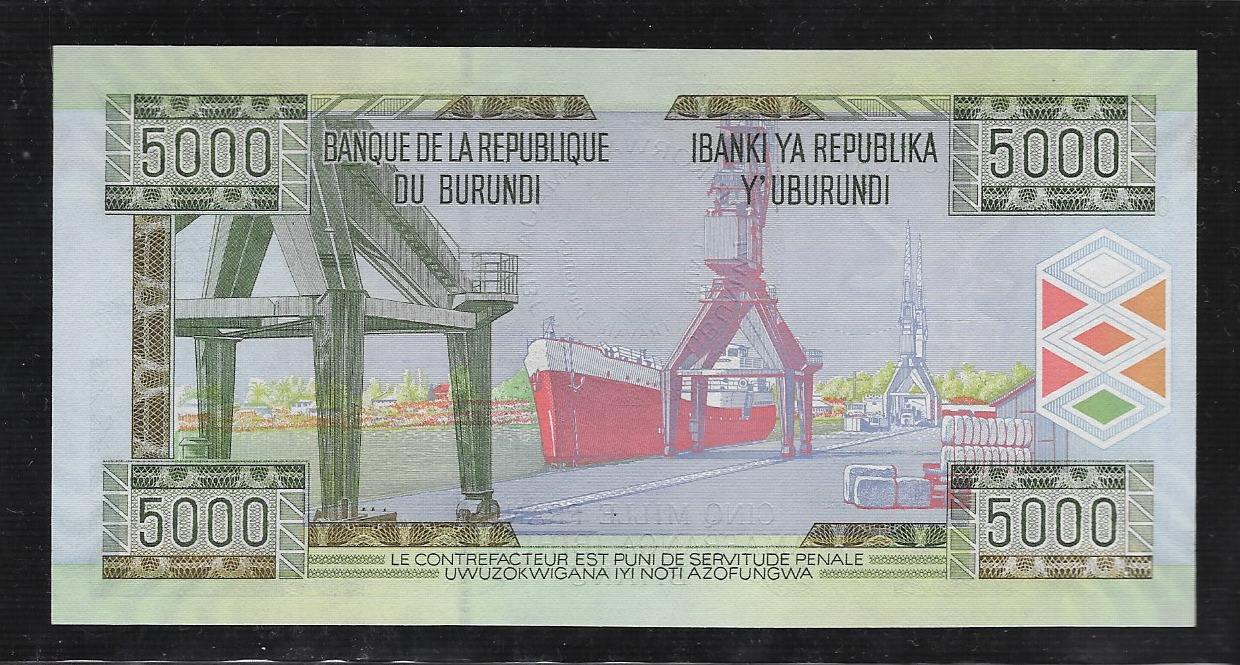 5000
BANQUE DE LA REPUBLIQUE
DU BURUNDI
IBANKI YA REPUBLIKA
Y'UBURUNDI
5000
5000
5000
LE CONTREFACTEUR EST PUNI DE SERVITUDE PENALE
UWUZOKWIGANA IYI NOTI AZOFUNGWA